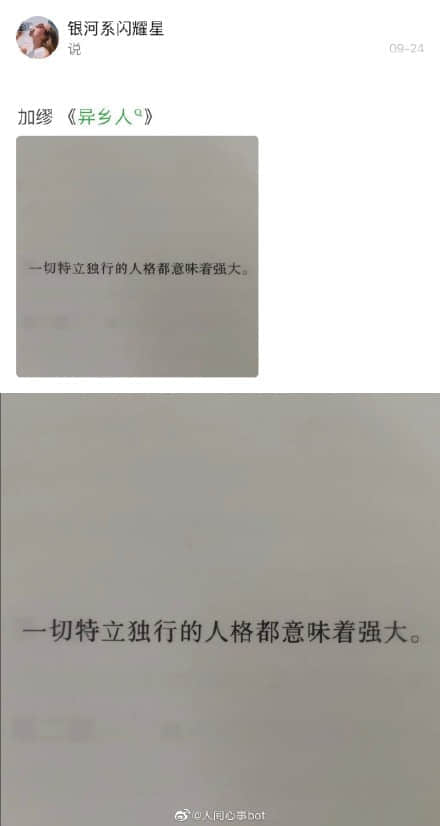 银河系闪耀星
说
09-24
加缪 《异乡人》
一切特立独行的人格都意味着强大。
一切特立独行的人格都意味着强大。
@人间心事bot